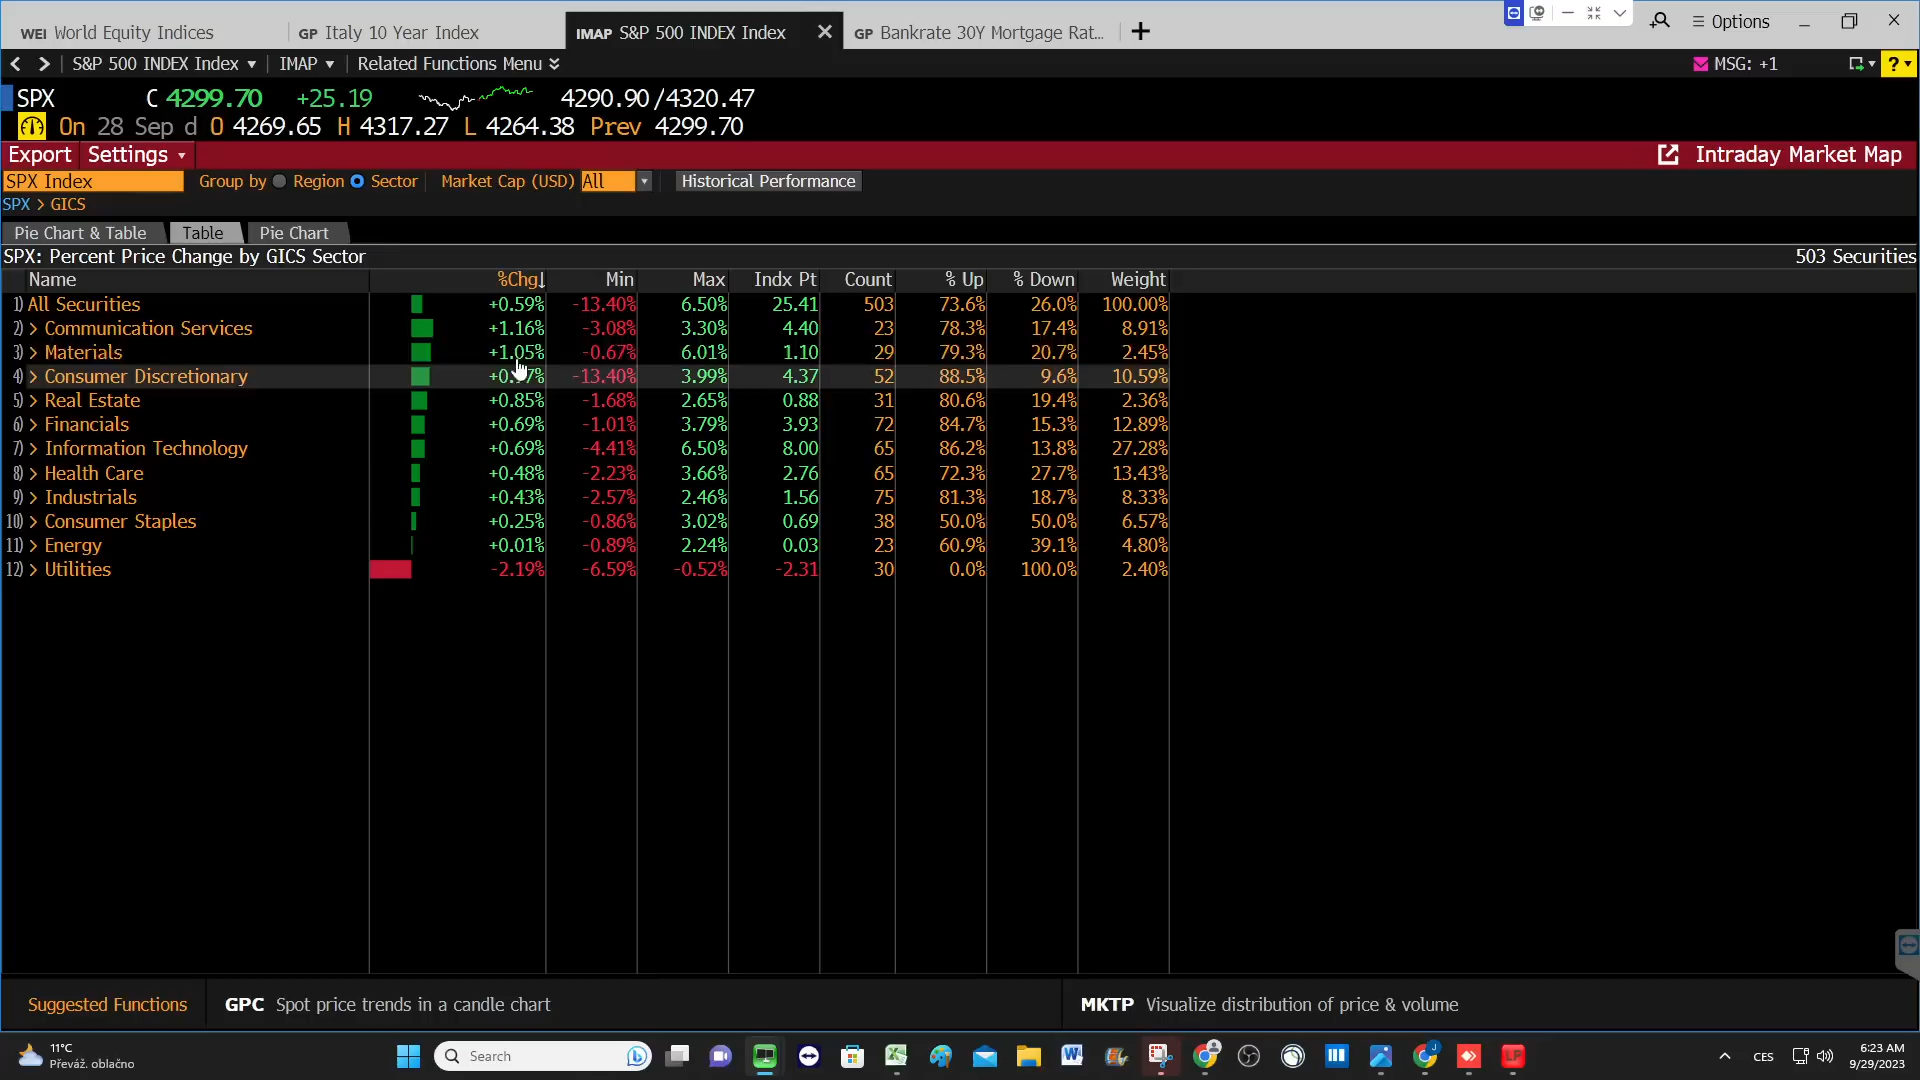 WEI World Equity Indices GP Italy 10 Year Index IMAP S&P 500 INDEX Index GP Bankrate 30Y Mortgage Rat... Options
S&P 500 INDEX Index IMAP Related Functions Menu MSG: +1 ?
SPX C 4299.70 +25.19 4290.90/4320.47
On 28 Sep d O 4269.65 H 4317.27 L 4264.38 Prev 4299.70
Export Settings Intraday Market Map
SPX Index Group by Region Sector Market Cap (USD) All Historical Performance
SPX > GICS
Pie Chart & Table Table Pie Chart
SPX: Percent Price Change by GICS Sector 503 Securities
Name %Chg↓ Min Max Indx Pt Count % Up % Down Weight
1) All Securities +0.59% -13.40% 6.50% 25.41 503 73.6% 26.0% 100.00%
2) > Communication Services +1.16% -3.08% 3.30% 4.40 23 78.3% 17.4% 8.91%
3) > Materials +1.05% -0.67% 6.01% 1.10 29 79.3% 20.7% 2.45%
4) > Consumer Discretionary -13.40% 3.99% 4.37 52 88.5% 9.6% 10.59%
5) > Real Estate +0.85% -1.68% 2.65% 0.88 31 80.6% 19.4% 2.36%
6) > Financials +0.69% -1.01% 3.79% 3.93 72 84.7% 15.3% 12.89%
7) > Information Technology +0.69% -4.41% 6.50% 8.00 65 86.2% 13.8% 27.28%
8) > Health Care +0.48% -2.23% 3.66% 2.76 65 72.3% 27.7% 13.43%
9) > Industrials +0.43% -2.57% 2.46% 1.56 75 81.3% 18.7% 8.33%
10) > Consumer Staples +0.25% -0.86% 3.02% 0.69 38 50.0% 50.0% 6.57%
11) > Energy +0.01% -0.89% 2.24% 0.03 23 60.9% 39.1% 4.80%
12) > Utilities -2.19% -6.59% -0.52% -2.31 30 0.0% 100.0% 2.40%
Suggested Functions GPC Spot price trends in a candle chart MKTP Visualize distribution of price & volume
11°C
Převáž. oblačno
Search
CES
6:23 AM
9/29/2023